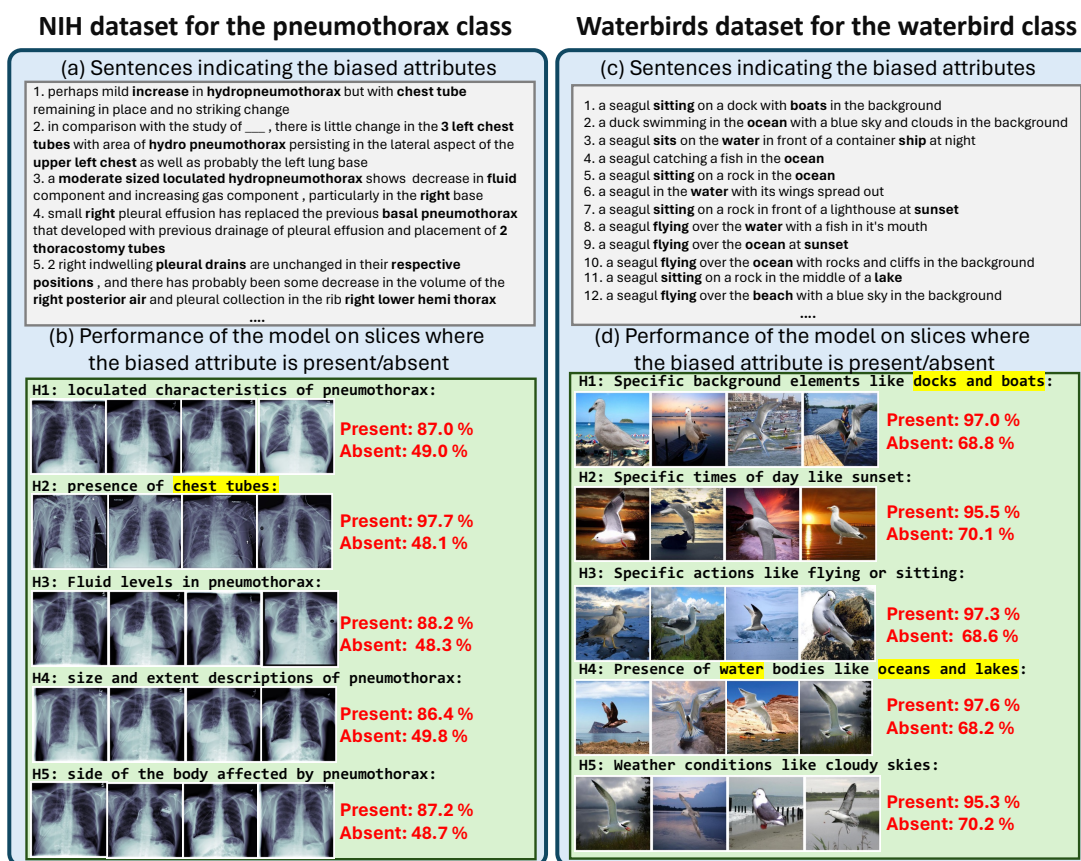 NIH dataset for the pneumothorax class
(a) Sentences indicating the biased attributes
1. perhaps mild increase in hydropneumothorax but with chest tube
remaining in place and no striking change
2. in comparison with the study of ___ , there is little change in the 3 left chest
tubes with area of hydro pneumothorax persisting in the lateral aspect of the
upper left chest as well as probably the left lung base
3. a moderate sized loculated hydropneumothorax shows decrease in fluid
component and increasing gas component , particularly in the right base
4. small right pleural effusion has replaced the previous basal pneumothorax
that developed with previous drainage of pleural effusion and placement of 2
thoracostomy tubes
5. 2 right indwelling pleural drains are unchanged in their respective
positions , and there has probably been some decrease in the volume of the
right posterior air and pleural collection in the rib right lower hemi thorax
....
(b) Performance of the model on slices where
the biased attribute is present/absent
H1: loculated characteristics of pneumothorax:
Present: 87.0 %
Absent: 49.0 %
H2: presence of chest tubes:
Present: 97.7 %
Absent: 48.1 %
H3: Fluid levels in pneumothorax:
Present: 88.2 %
Absent: 48.3 %
H4: size and extent descriptions of pneumothorax:
Present: 86.4 %
Absent: 49.8 %
H5: side of the body affected by pneumothorax:
Present: 87.2 %
Absent: 48.7 %
Waterbirds dataset for the waterbird class
(c) Sentences indicating the biased attributes
1. a seagul sitting on a dock with boats in the background
2. a duck swimming in the ocean with a blue sky and clouds in the background
3. a seagul sits on the water in front of a container ship at night
4. a seagul catching a fish in the ocean
5. a seagul sitting on a rock in the ocean
6. a seagul in the water with its wings spread out
7. a seagul sitting on a rock in front of a lighthouse at sunset
8. a seagul flying over the water with a fish in it's mouth
9. a seagul flying over the ocean at sunset
10. a seagul flying over the ocean with rocks and cliffs in the background
11. a seagul sitting on a rock in the middle of a lake
12. a seagul flying over the beach with a blue sky in the background
....
(d) Performance of the model on slices where
the biased attribute is present/absent
H1: Specific background elements like docks and boats:
Present: 97.0 %
Absent: 68.8 %
H2: Specific times of day like sunset:
Present: 95.5 %
Absent: 70.1 %
H3: Specific actions like flying or sitting:
Present: 97.3 %
Absent: 68.6 %
H4: Presence of water bodies like oceans and lakes:
Present: 97.6 %
Absent: 68.2 %
H5: Weather conditions like cloudy skies:
Present: 95.3 %
Absent: 70.2 %